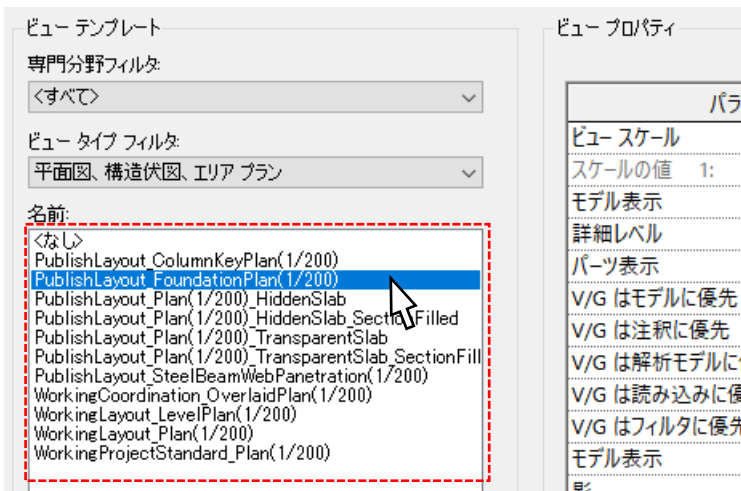 ビュー テンプレート
専門分野フィルタ:
<すべて>
ビュー タイプ フィルタ:
平面図、構造伏図、エリア プラン
名前:
<なし>
PublishLayout_ColumnKeyPlan(1/200)
PublishLayout_FoundationPlan(1/200)
PublishLayout_Plan(1/200)_HiddenSlab
PublishLayout_Plan(1/200)_HiddenSlab_SectionFilled
PublishLayout_Plan(1/200)_TransparentSlab
PublishLayout_Plan(1/200)_TransparentSlab_SectionFill
PublishLayout_SteelBeamWebPanetration(1/200)
WorkingCoordination_OverlaidPlan(1/200)
WorkingLayout_LevelPlan(1/200)
WorkingLayout_Plan(1/200)
WorkingProjectStandard_Plan(1/200)
ビュー プロパティ
パラ
ビュー スケール
スケールの値 1:
モデル表示
詳細レベル
パーツ表示
V/G はモデルに優先
V/G は注釈に優先
V/G は解析モデルに
V/G は読み込みに優
V/G はフィルタに優先
モデル表示